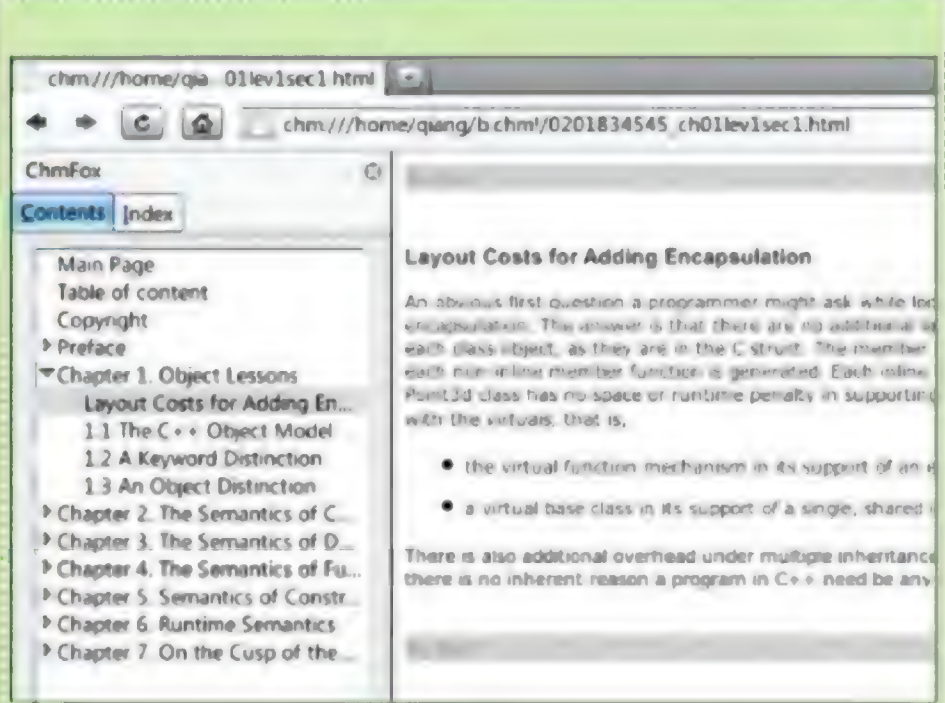 chm:///home/qia 01lev1sec1.html
chm:///home/qiang/b.chm!/0201834545_ch01lev1sec1.html
ChmFox
Contents Index
Main Page
Table of content
Copyright
Preface
Chapter 1. Object Lessons
Layout Costs for Adding En...
1.1 The C++ Object Model
1.2 A Keyword Distinction
1.3 An Object Distinction
Chapter 2. The Semantics of C...
Chapter 3. The Semantics of D...
Chapter 4. The Semantics of Fu...
Chapter 5. Semantics of Constr...
Chapter 6. Runtime Semantics
Chapter 7. On the Cusp of the ...
Layout Costs for Adding Encapsulation
An obvious first question a programmer might ask while
encapsulation. The answer is that there are no additional
each class object, as they are in the C struct. The member
each non-inline member function is generated. Each inline
Point3d class has no space or runtime penalty in supporting
with the virtuals, that is,
the virtual function mechanism in its support of an
a virtual base class in its support of a single, shared
There is also additional overhead under multiple inheritance
there is no inherent reason a program in C++ need be any